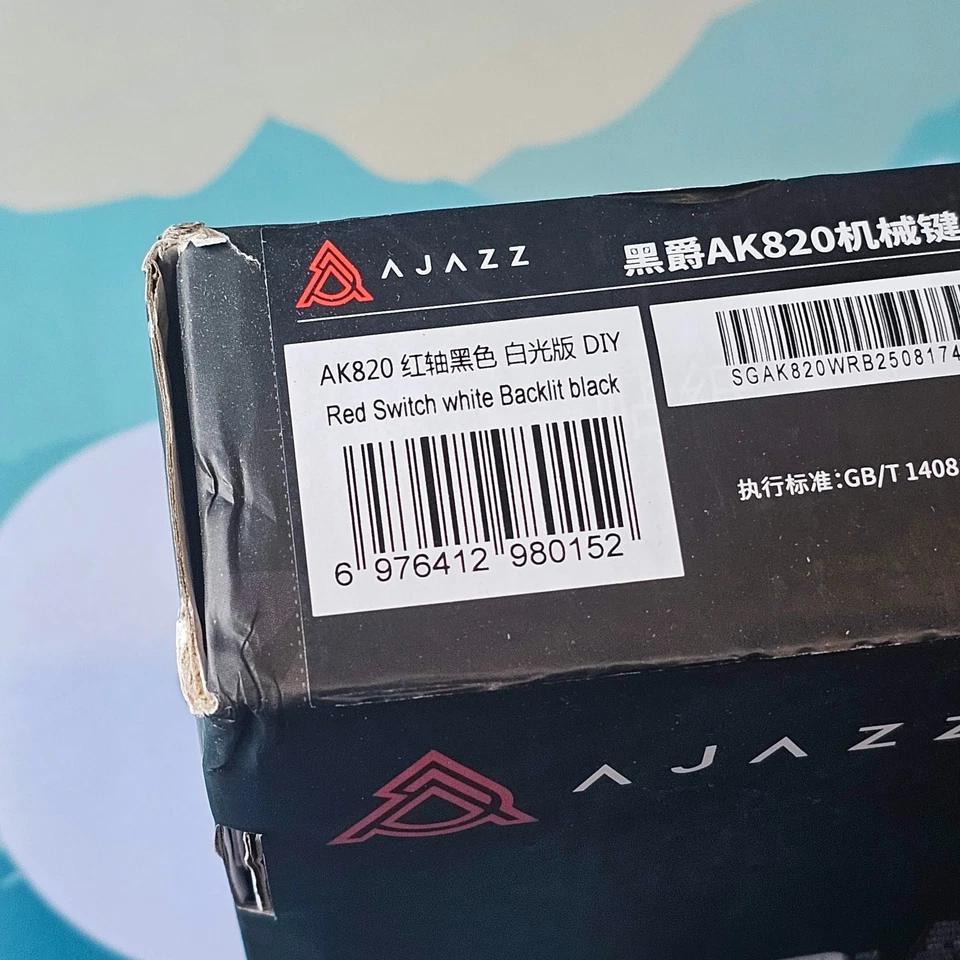 AJAZZ
黑爵AK820机械键
AK820 红轴黑色 白光版 DIY
Red Switch white Backlit black
6 976412 980152
SGAK820WRB2508174
执行标准:GB/T 1408
AJAZZ